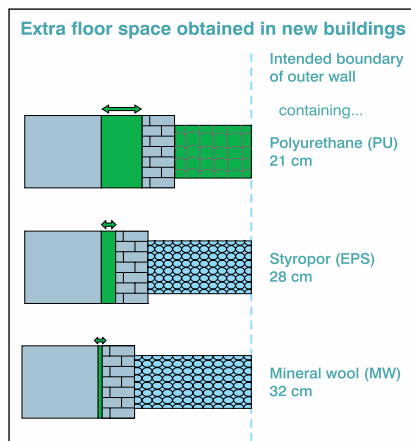 Extra floor space obtained in new buildings
Intended boundary
of outer wall
containing...
Polyurethane (PU)
21 cm
Styropor (EPS)
28 cm
Mineral wool (MW)
32 cm